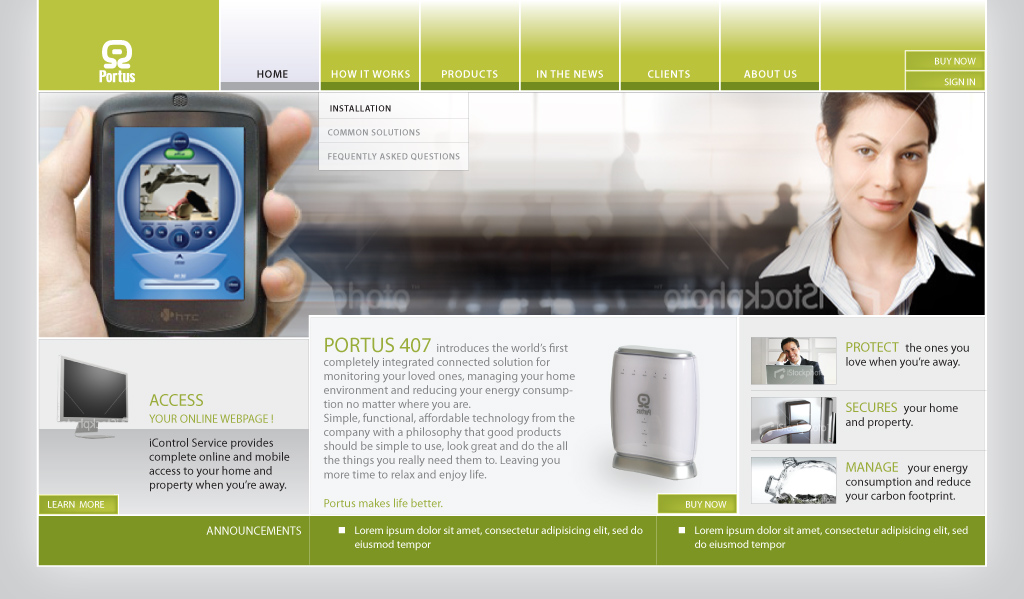 Portus
HOME
HOW IT WORKS
PRODUCTS
IN THE NEWS
CLIENTS
ABOUT US
BUY NOW
SIGN IN
INSTALLATION
COMMON SOLUTIONS
FEQUENTLY ASKED QUESTIONS
iStockphoto
htc
ACCESS
YOUR ONLINE WEBPAGE !
iControl Service provides
complete online and mobile
access to your home and
property when you're away.
LEARN MORE
PORTUS 407 introduces the world's first
completely integrated connected solution for
monitoring your loved ones, managing your home
environment and reducing your energy consump-
tion no matter where you are.
Simple, functional, affordable technology from the
company with a philosophy that good products
should be simple to use, look great and do the all
the things you really need them to. Leaving you
more time to relax and enjoy life.
Portus makes life better.
Portus
BUY NOW
iStockphoto
PROTECT the ones you
love when you're away.
SECURES your home
and property.
MANAGE your energy
consumption and reduce
your carbon footprint.
ANNOUNCEMENTS
Lorem ipsum dolor sit amet, consectetur adipisicing elit, sed do
eiusmod tempor
Lorem ipsum dolor sit amet, consectetur adipisicing elit, sed
do eiusmod tempor